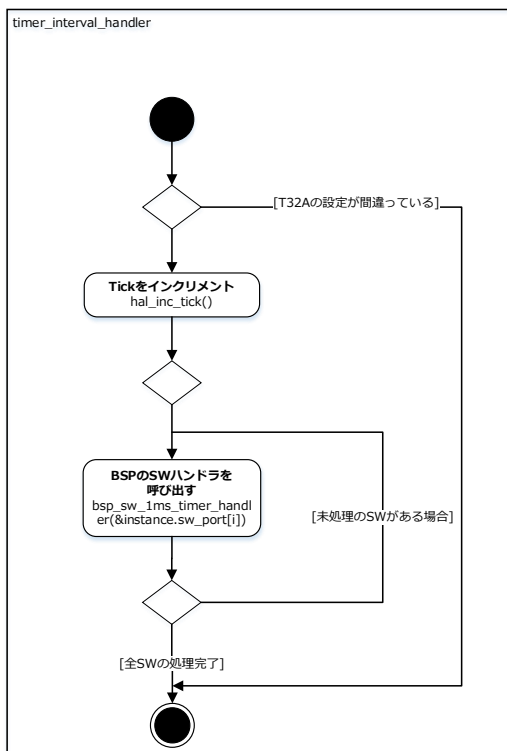 timer_interval_handler
[T32Aの設定が間違っている]
Tickをインクリメント
hal_inc_tick()
BSPのSWハンドラを
呼び出す
bsp_sw_1ms_timer_handl
er(&instance.sw_port[i])
[未処理のSWがある場合]
[全SWの処理完了]